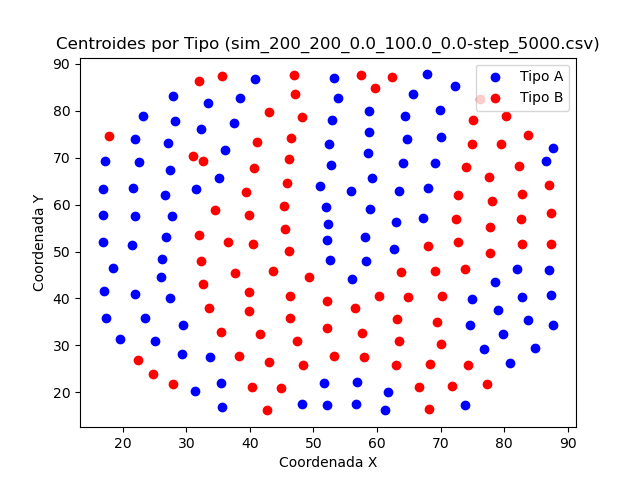 Centroides por Tipo (sim_200_200_0.0_100.0_0.0-step_5000.csv)
Tipo A
Tipo B
Coordenada Y
90
80
70
60
50
40
30
20
20 30 40 50 60 70 80 90
Coordenada X